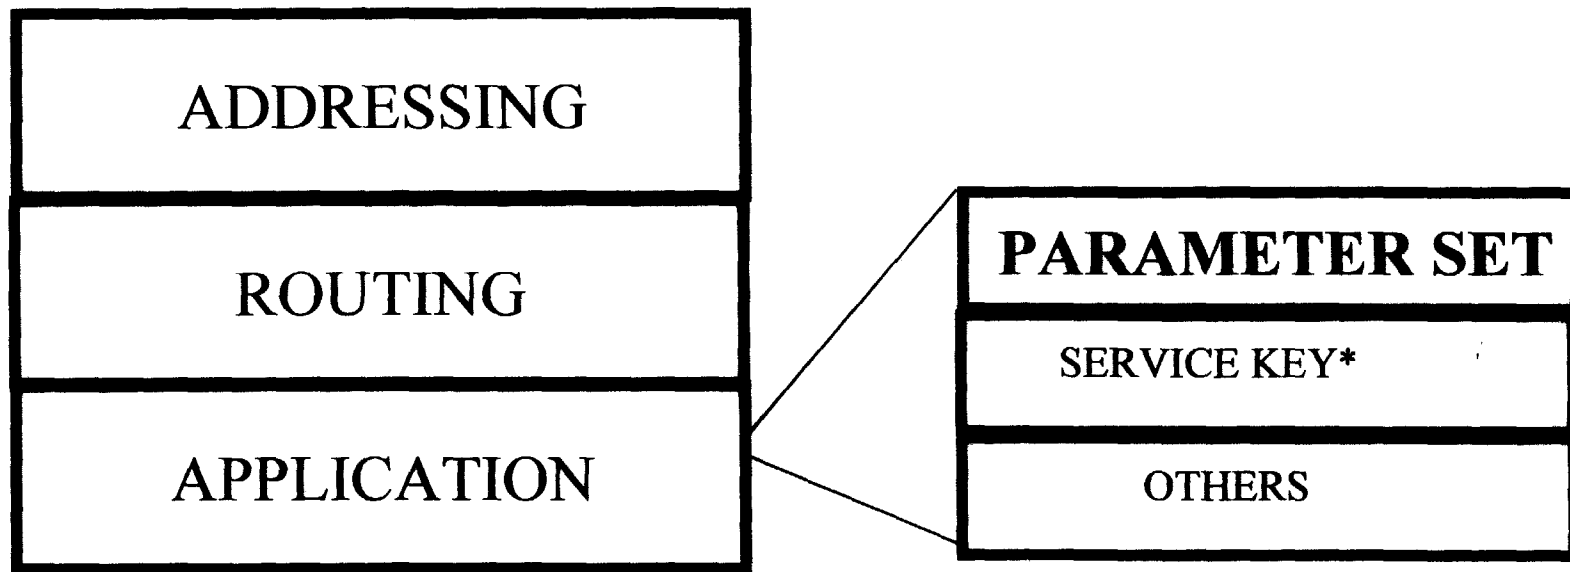 ADDRESSING
ROUTING
APPLICATION
PARAMETER SET
SERVICE KEY*
OTHERS